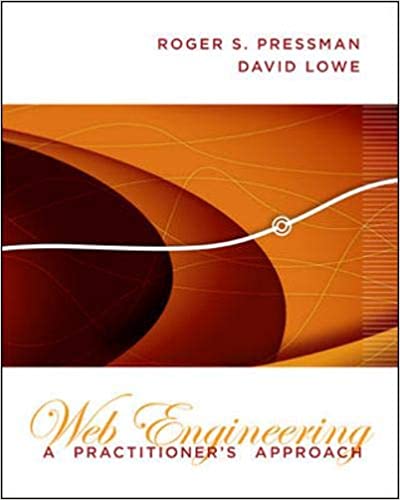 ROGER S. PRESSMAN
DAVID LOWE
Web Engineering
A PRACTITIONER'S APPROACH